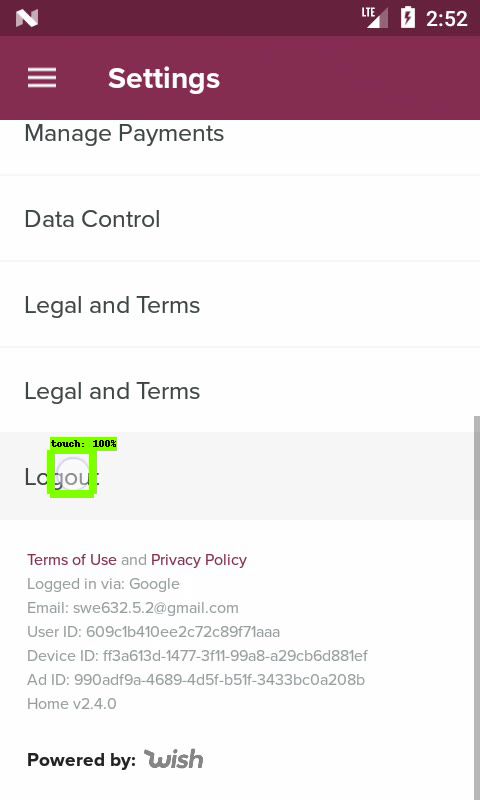 LTE 2:52
Settings
Manage Payments
Data Control
Legal and Terms
Legal and Terms
touch: 100%
Logout
Terms of Use and Privacy Policy
Logged in via: Google
Email: swe632.5.2@gmail.com
User ID: 609c1b410ee2c72c89f71aaa
Device ID: ff3a613d-1477-3f11-99a8-a29cb6d881ef
Ad ID: 990adf9a-4689-4d5f-b51f-3433bc0a208b
Home v2.4.0
Powered by: wish